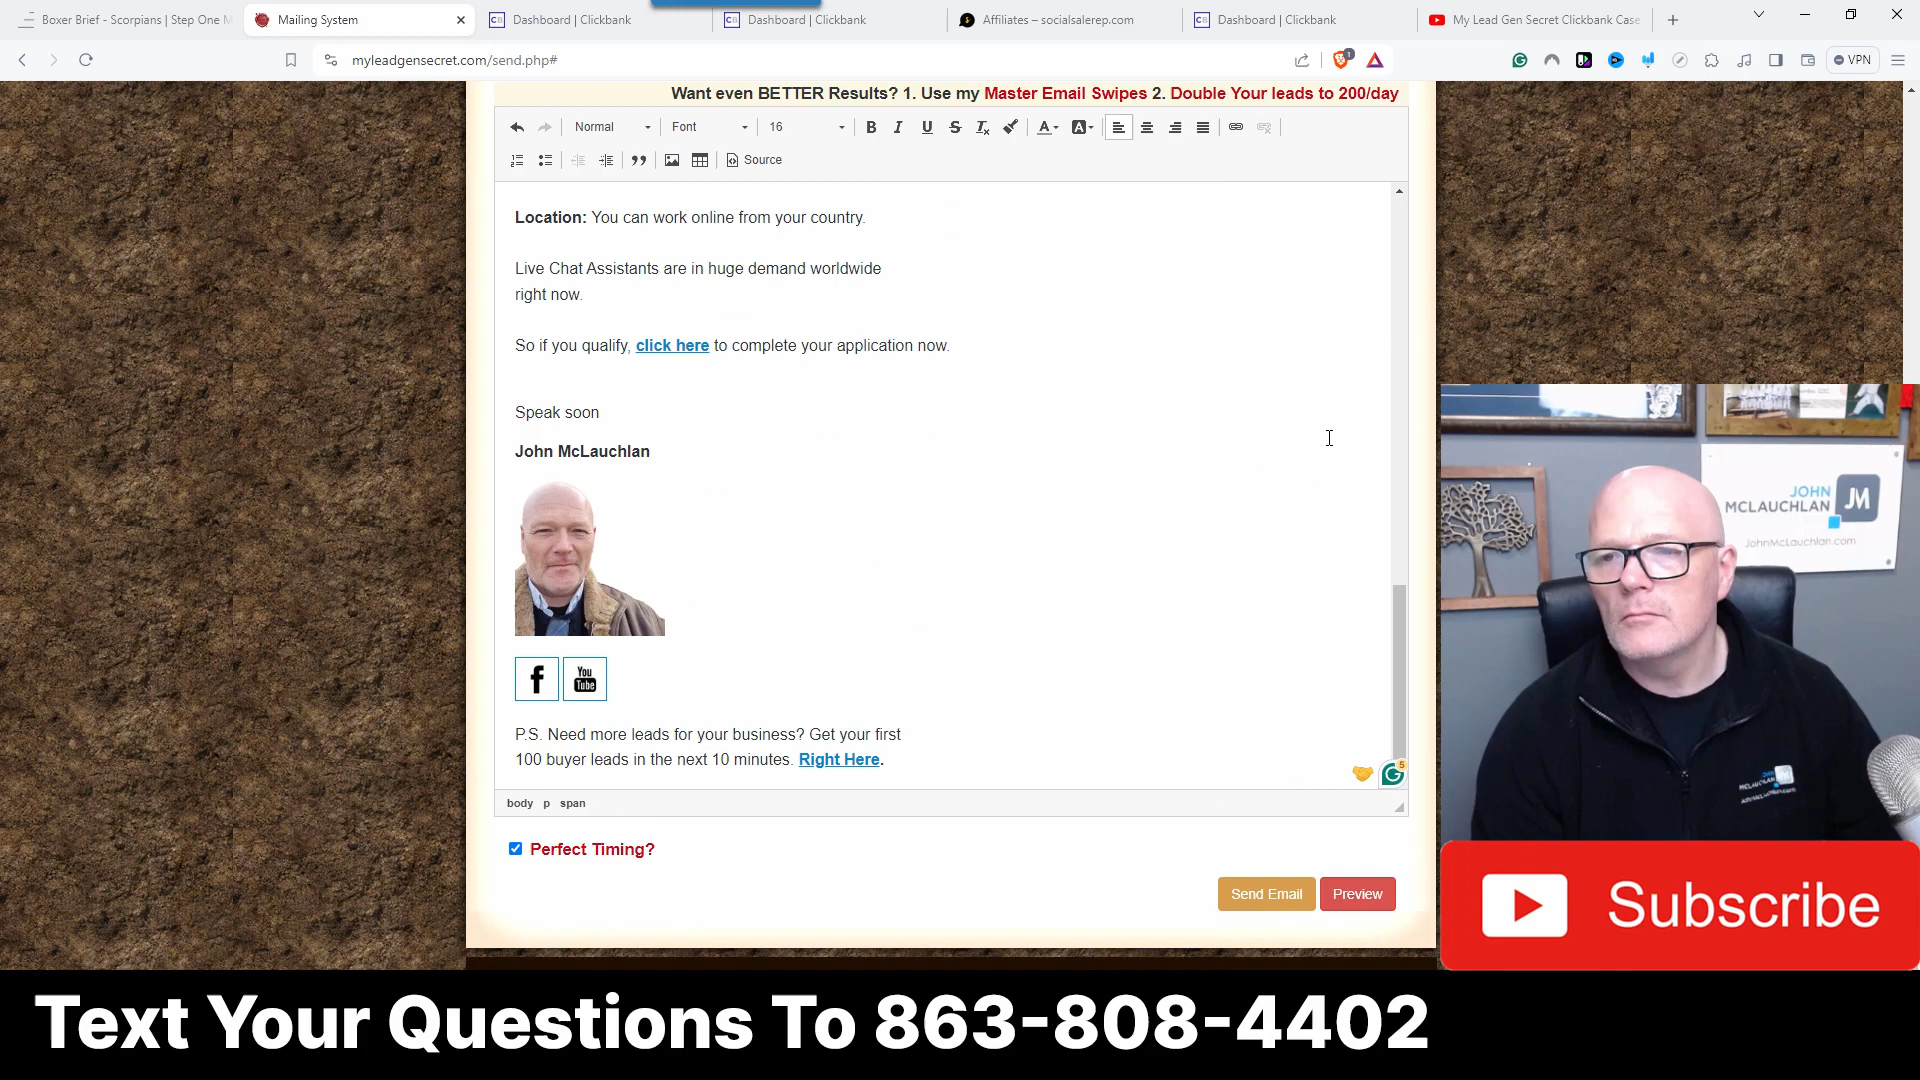 Boxer Brief - Scorpians | Step One M
Mailing System
Dashboard | Clickbank
Dashboard | Clickbank
Affiliates – socialsalerep.com
Dashboard | Clickbank
My Lead Gen Secret Clickbank Case
myleadgensecret.com/send.php#
VPN
Want even BETTER Results? 1. Use my Master Email Swipes 2. Double Your leads to 200/day
Normal Font 16
Source
Location: You can work online from your country.
Live Chat Assistants are in huge demand worldwide
right now.
So if you qualify, click here to complete your application now.
Speak soon
John McLauchlan
You
Tube
P.S. Need more leads for your business? Get your first
100 buyer leads in the next 10 minutes. Right Here.
5
body p span
Perfect Timing?
Send Email Preview
JOHN
MCLAUCHLAN JM
JohnMcLauchlan.com
Subscribe
Text Your Questions To 863-808-4402